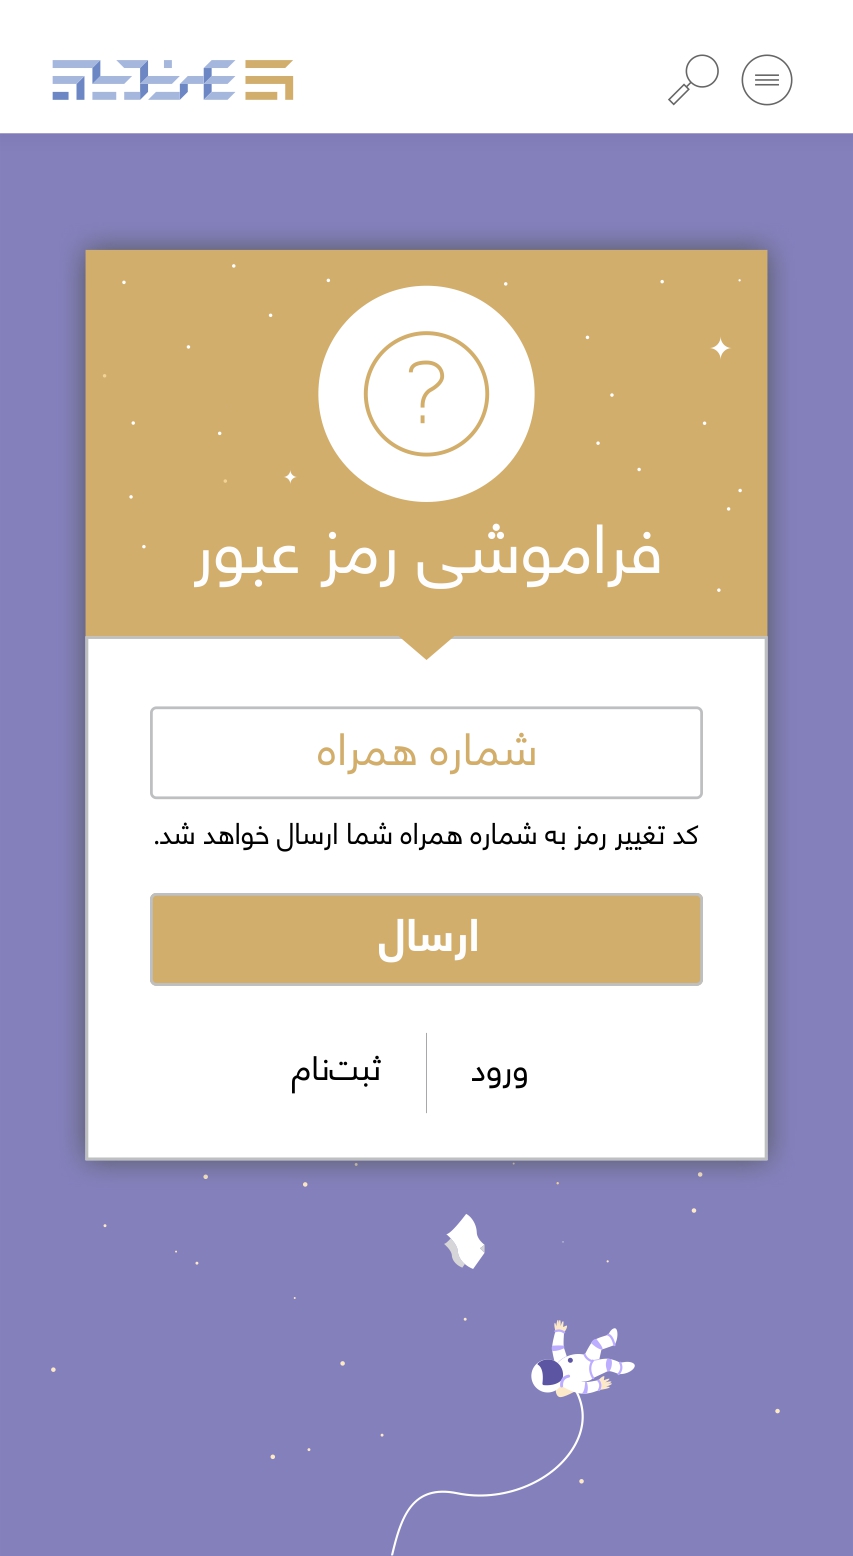 فراموشی رمز عبور
شماره همراه
کد تغییر رمز به شماره همراه شما ارسال خواهد شد.
ارسال
ورود
ثبت‌نام